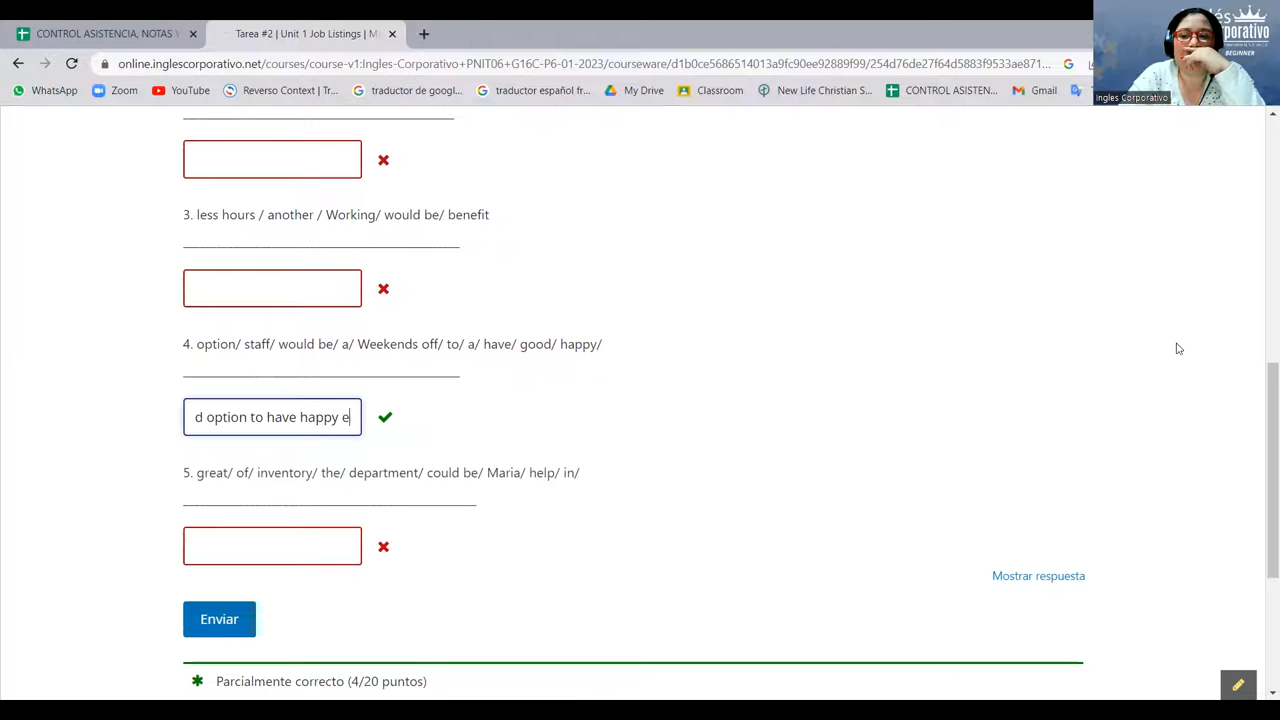 CONTROL ASISTENCIA, NOTAS Y
Tarea #2 | Unit 1 Job Listings | M
online.inglescorporativo.net/courses/course-v1:Ingles-Corporativo+PNIT06+GTCC-I6-01-2023/courseware/d1b0ce5686514013a9fc90ee92889f99/254d76de27f64d5883f9533ae871...
WhatsApp
Zoom
YouTube
Reverso Context | Tr...
traductor de googl...
traductor español fr...
My Drive
Classroom
New Life Christian S...
CONTROL ASISTEN...
Gmail
BEGINNER
Ingles Corporativo
3. less hours / another / Working/ would be/ benefit
4. option/ staff/ would be/ a/ Weekends off/ to/ a/ have/ good/ happy/
d option to have happy e
5. great/ of/ inventory/ the/ department/ could be/ Maria/ help/ in/
Mostrar respuesta
Enviar
Parcialmente correcto (4/20 puntos)